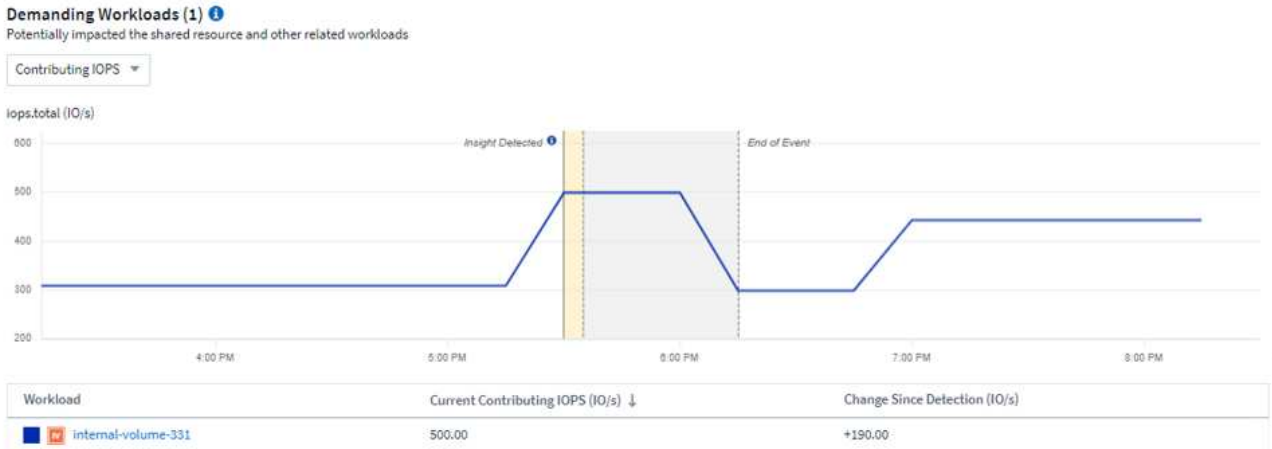 Demanding Workloads (1)
Potentially impacted the shared resource and other related workloads
Contributing IOPS
iops.total (IO/s)
600
Insight Detected
End of Event
500
400
300
200
4:00 PM 5:00 PM 6:00 PM 7:00 PM 8:00 PM
Workload Current Contributing IOPS (IO/s) ↓ Change Since Detection (IO/s)
internal-volume-331 500.00 +190.00